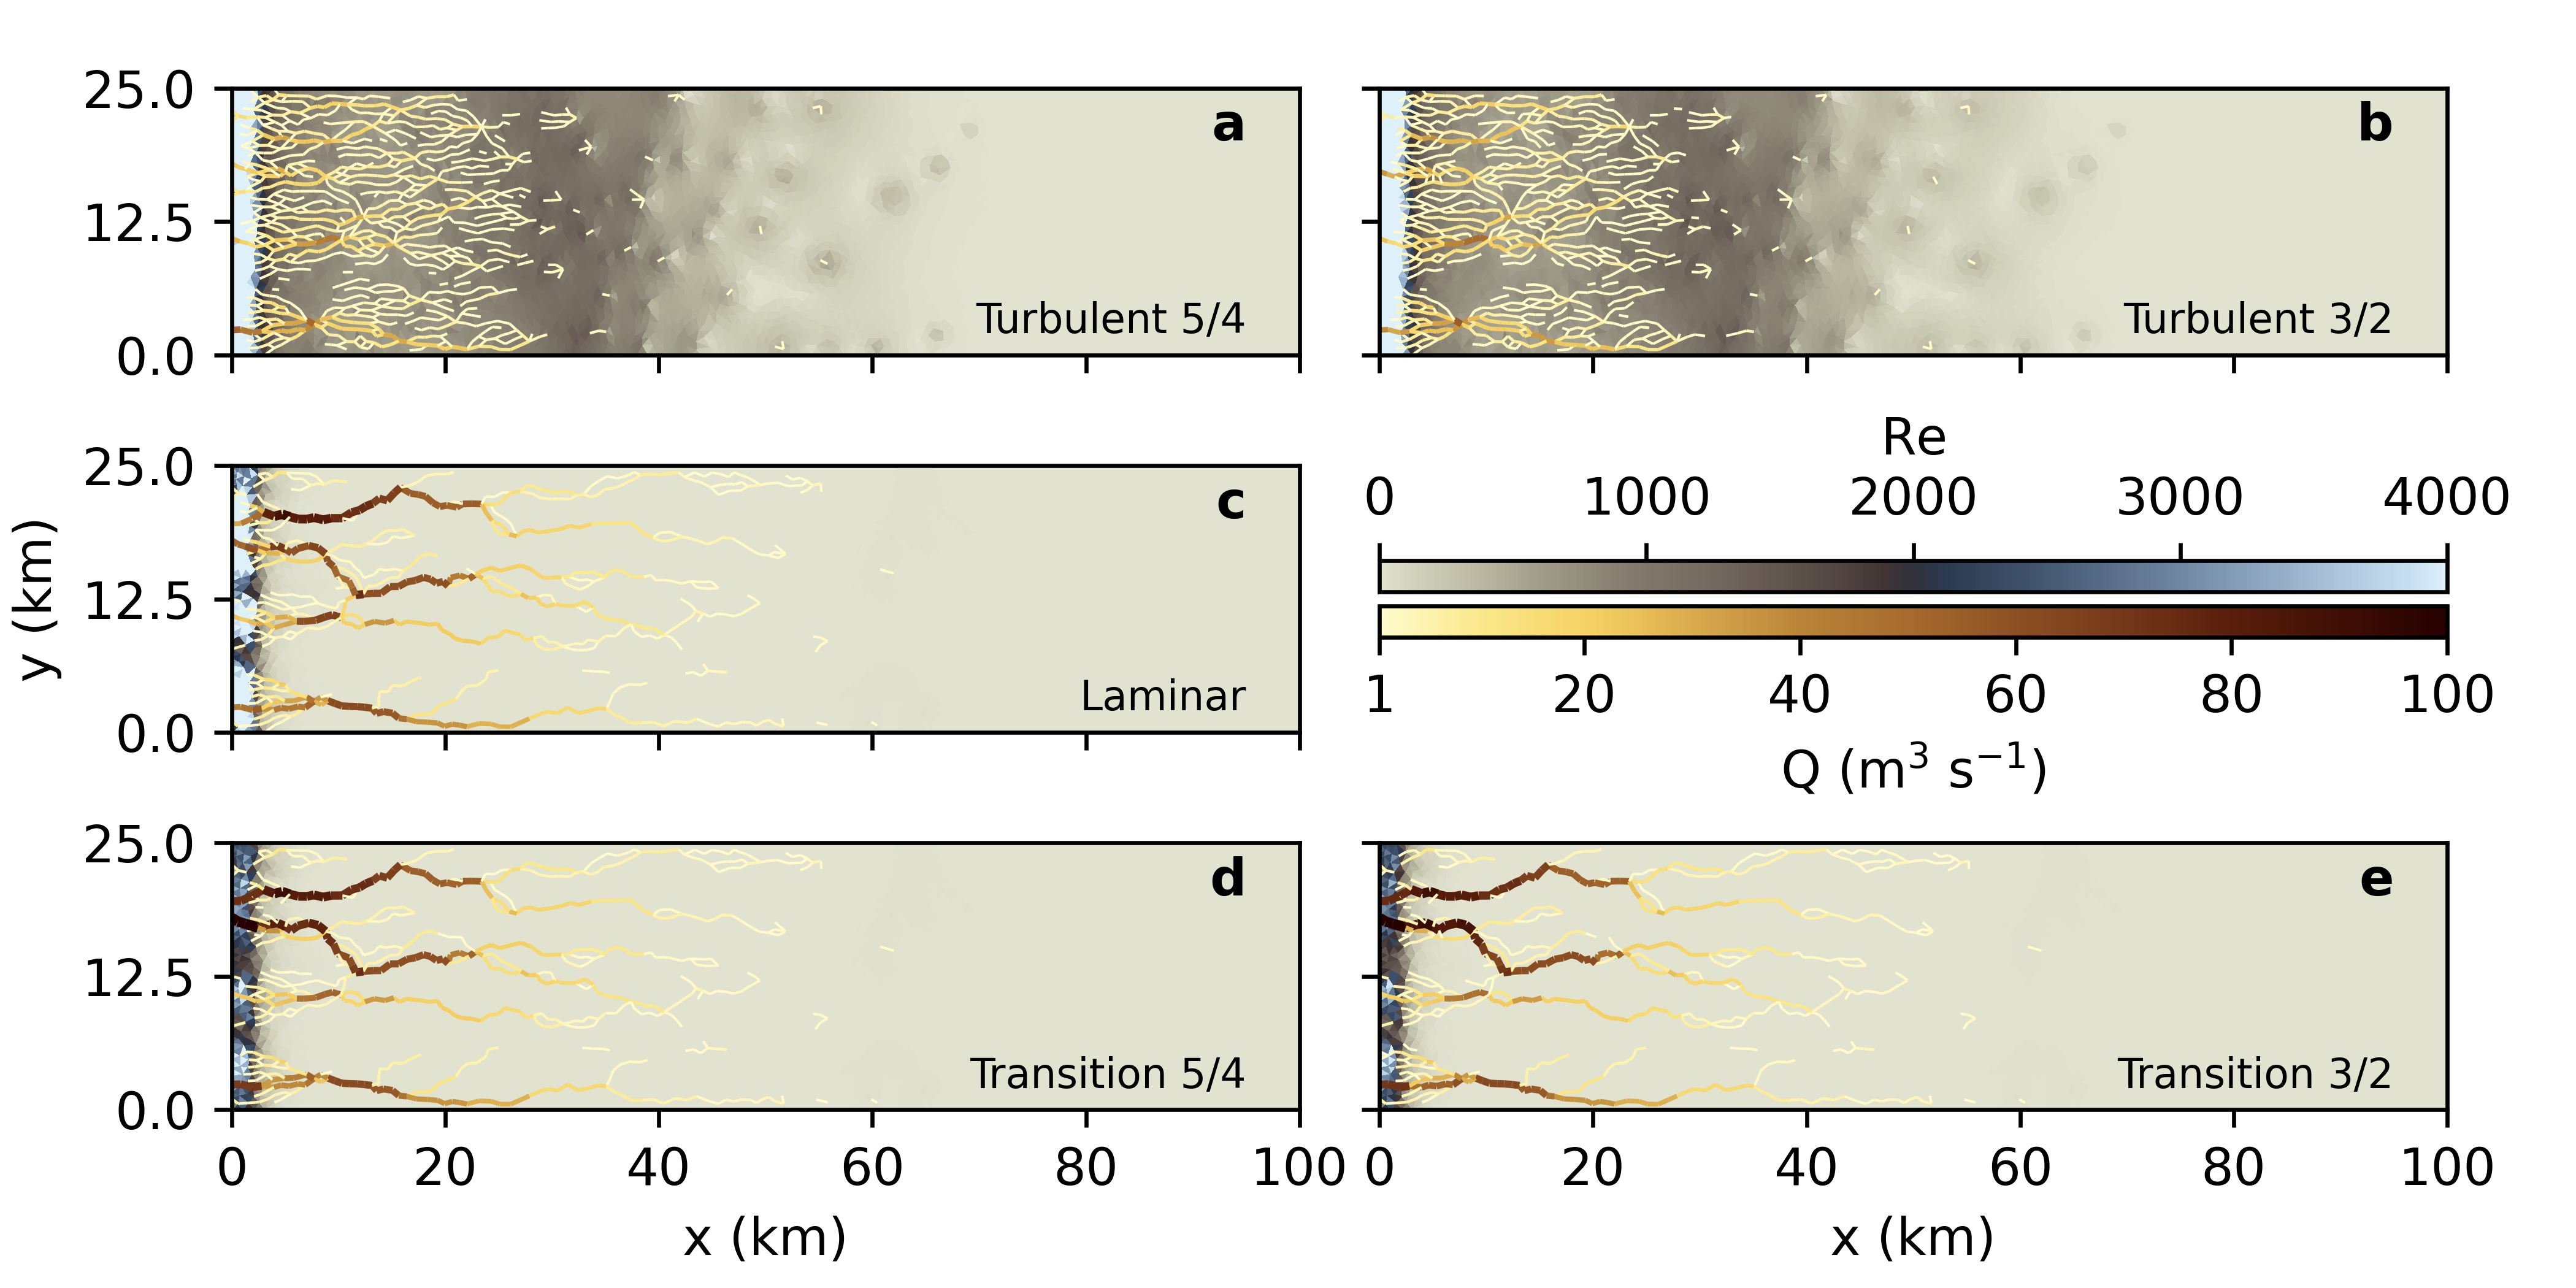 25.0
12.5
0.0
a
Turbulent 5/4
b
Turbulent 3/2
25.0
12.5
0.0
y (km)
c
Laminar
Re
0 1000 2000 3000 4000
1 20 40 60 80 100
Q (m³ s⁻¹)
25.0
12.5
0.0
d
Transition 5/4
e
Transition 3/2
0 20 40 60 80 100
0 20 40 60 80 100
x (km)
x (km)